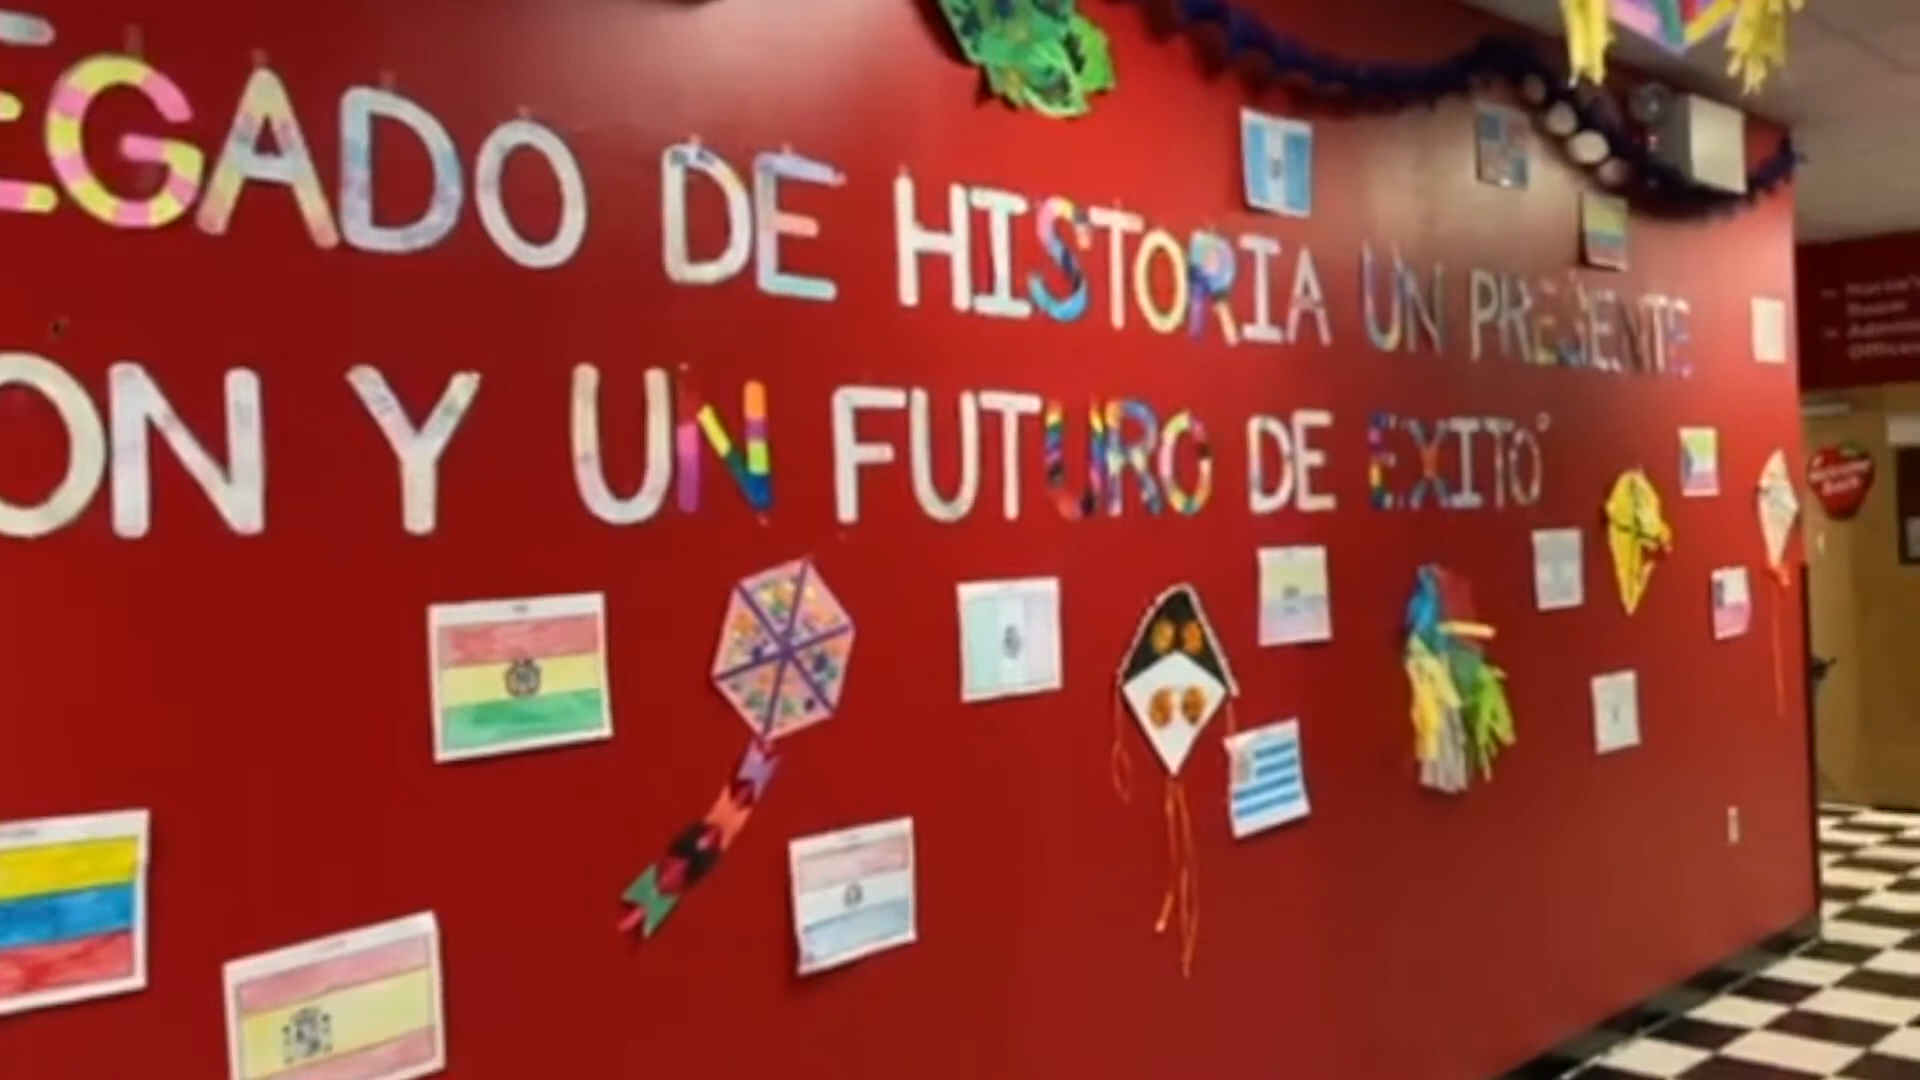 EGADO DE HISTORIA UN PRESENTE
ON Y UN FUTURO DE EXITO